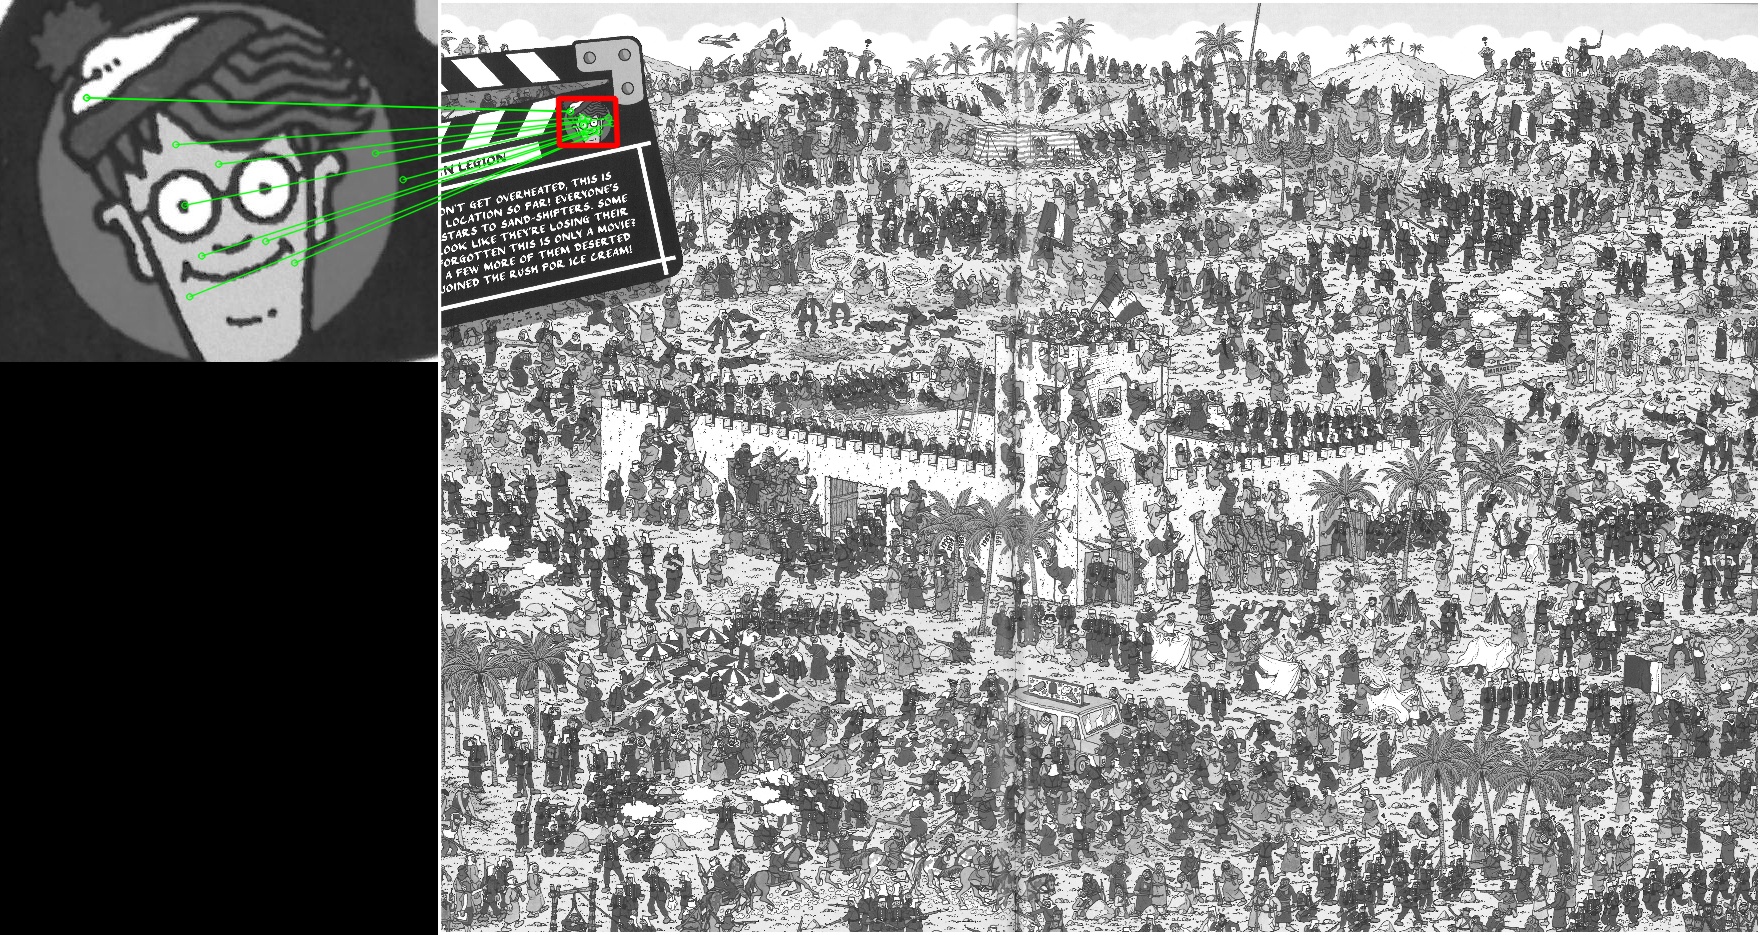 N LEGION
ON'T GET OVERHEATED, THIS IS
LOCATION SO FAR! EVERYONE'S
STARS TO SAND-SHIFTERS. SOME
OOK LIKE THEY'RE LOSING THEIR
FORGOTTEN THIS IS ONLY A MOVIE?
A FEW MORE OF THEM DESERTED
JOINED THE RUSH FOR ICE CREAM!
MIRAGE